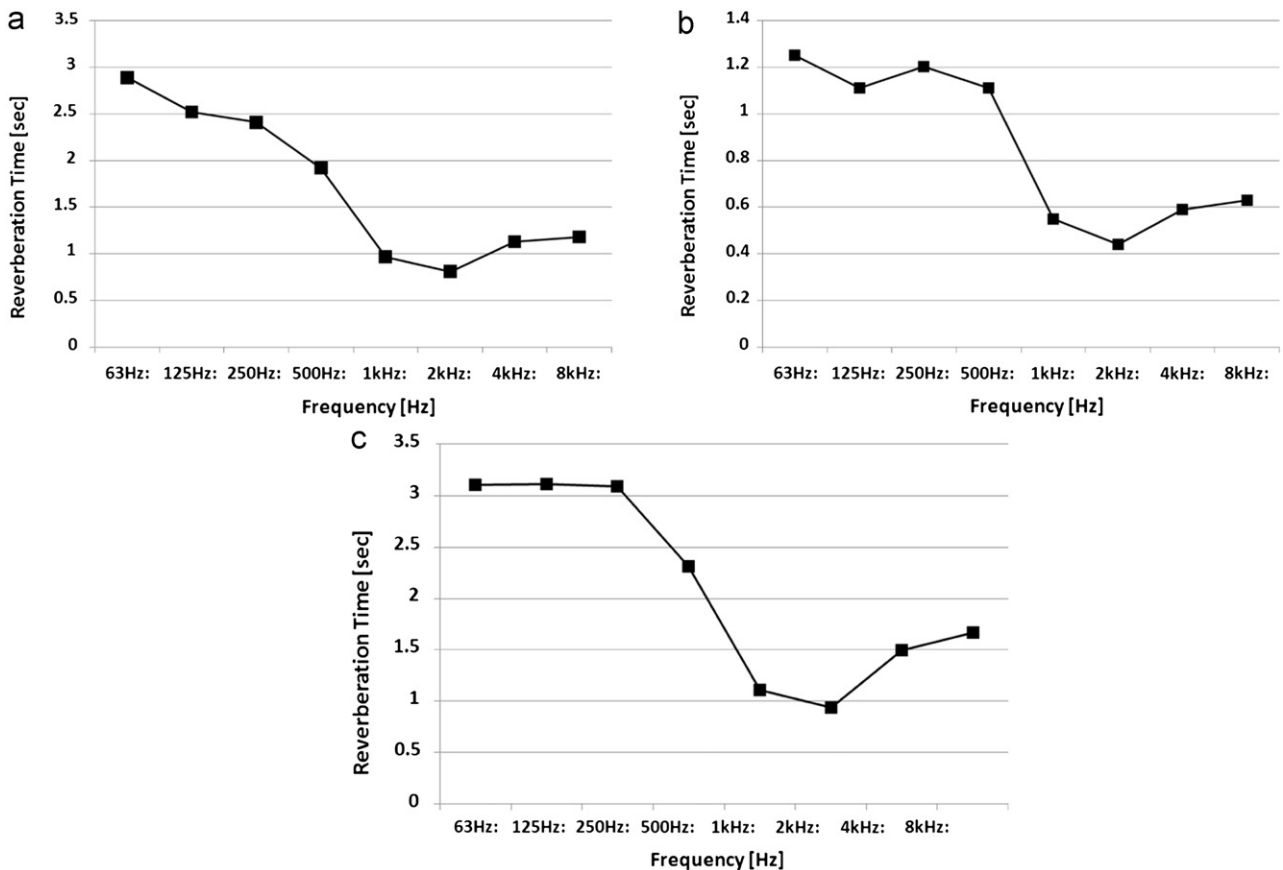 a
3.5
3
2.5
2
1.5
1
0.5
0
Reverberation Time [sec]
63Hz: 125Hz: 250Hz: 500Hz: 1kHz: 2kHz: 4kHz: 8kHz:
Frequency [Hz]
b
1.4
1.2
1
0.8
0.6
0.4
0.2
0
Reverberation Time [sec]
63Hz: 125Hz: 250Hz: 500Hz: 1kHz: 2kHz: 4kHz: 8kHz:
Frequency [Hz]
c
3.5
3
2.5
2
1.5
1
0.5
0
Reverberation Time [sec]
63Hz: 125Hz: 250Hz: 500Hz: 1kHz: 2kHz: 4kHz: 8kHz:
Frequency [Hz]